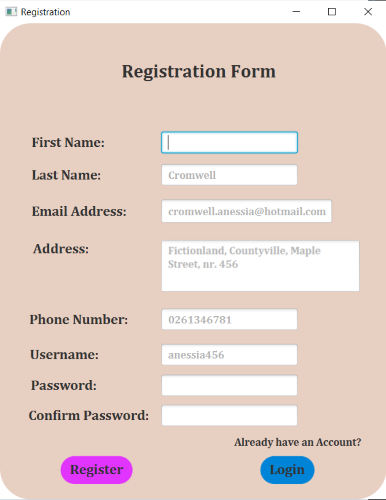 Registration
Registration Form
First Name:
Last Name:
Cromwell
Email Address:
cromwell.anessia@hotmail.com
Address:
Fictionland, Countyville, Maple
Street, nr. 456
Phone Number:
0261346781
Username:
anessia456
Password:
Confirm Password:
Already have an Account?
Register
Login